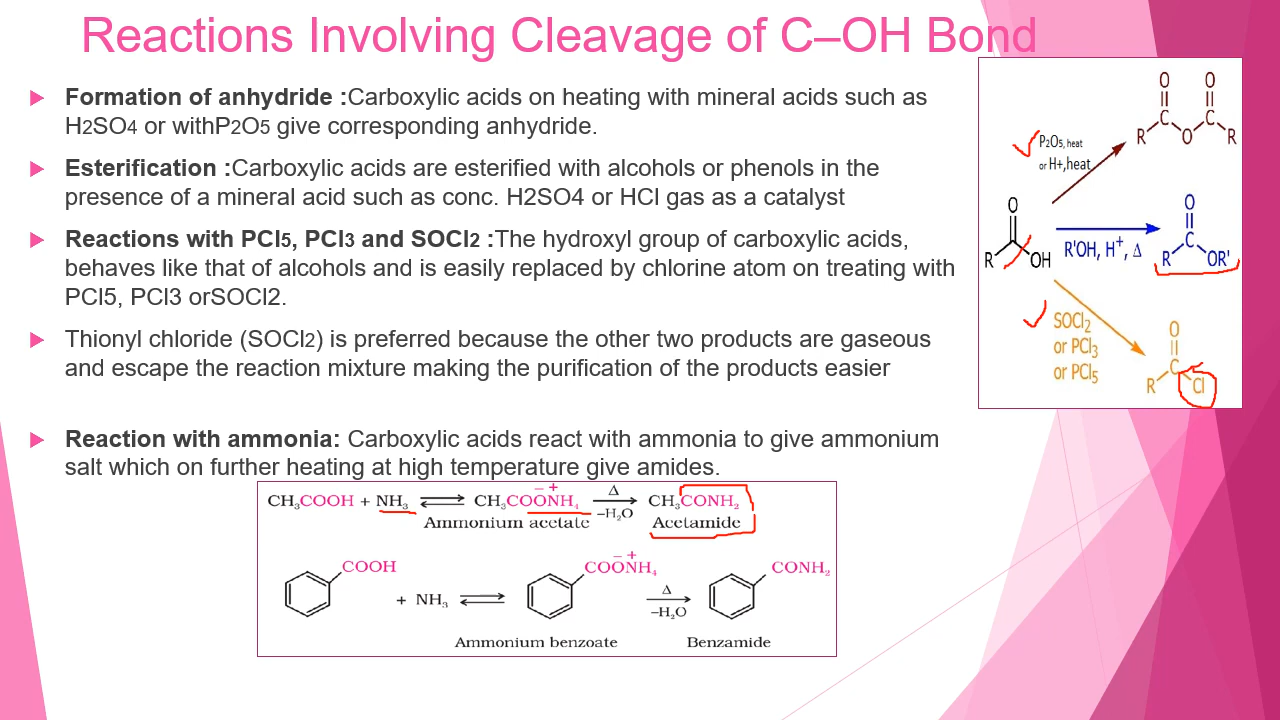 Reactions Involving Cleavage of C–OH Bond
Formation of anhydride :Carboxylic acids on heating with mineral acids such as
H2SO4 or withP2O5 give corresponding anhydride.
Esterification :Carboxylic acids are esterified with alcohols or phenols in the
presence of a mineral acid such as conc. H2SO4 or HCl gas as a catalyst
Reactions with PCl5, PCl3 and SOCl2 :The hydroxyl group of carboxylic acids,
behaves like that of alcohols and is easily replaced by chlorine atom on treating with
PCl5, PCl3 orSOCl2.
Thionyl chloride (SOCl2) is preferred because the other two products are gaseous
and escape the reaction mixture making the purification of the products easier
Reaction with ammonia: Carboxylic acids react with ammonia to give ammonium
salt which on further heating at high temperature give amides.
O O
C C
R O R
P2O5, heat
or H+,heat
O
R OH
R'OH, H+, Δ
O
C
R OR'
SOCl2
or PCl3
or PCl5
O
C
R Cl
CH3COOH + NH3 ⇌ CH3COO⁻N⁺H4 Δ –H2O CH3CONH2
Ammonium acetate Acetamide
COOH COO⁻N⁺H4 CONH2
+ NH3 ⇌ Δ –H2O
Ammonium benzoate Benzamide